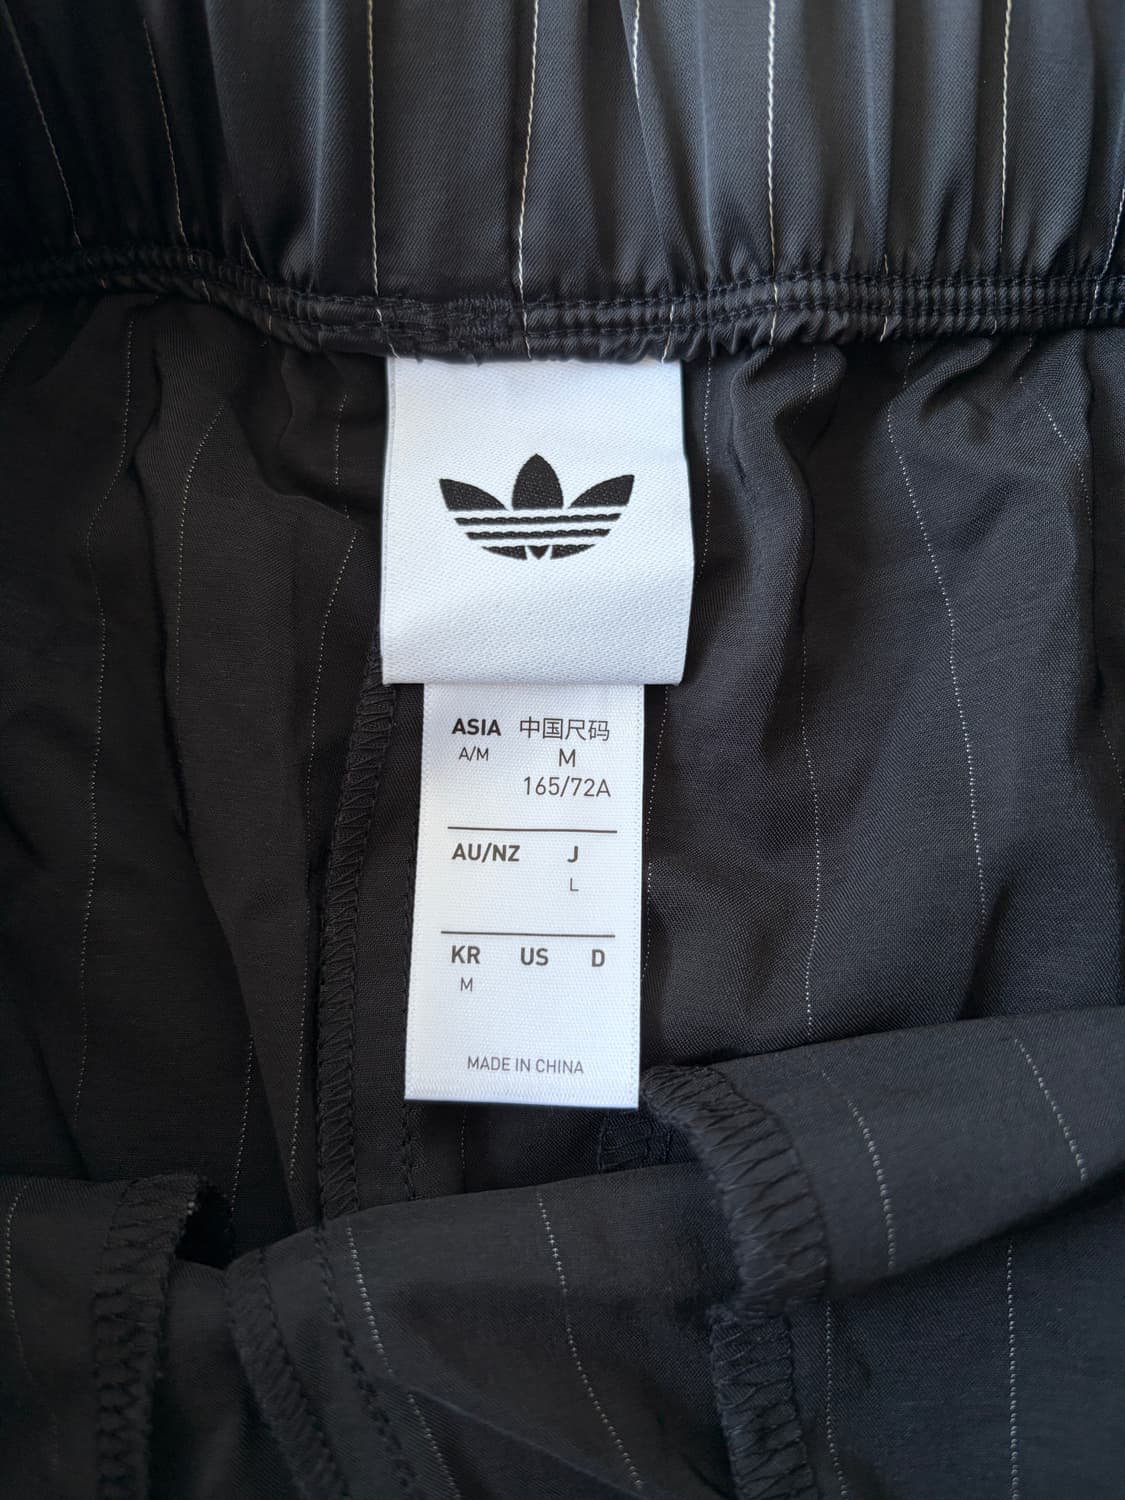 ASIA 中国尺码
A/M M
165/72A
AU/NZ J
L
KR US D
M
MADE IN CHINA